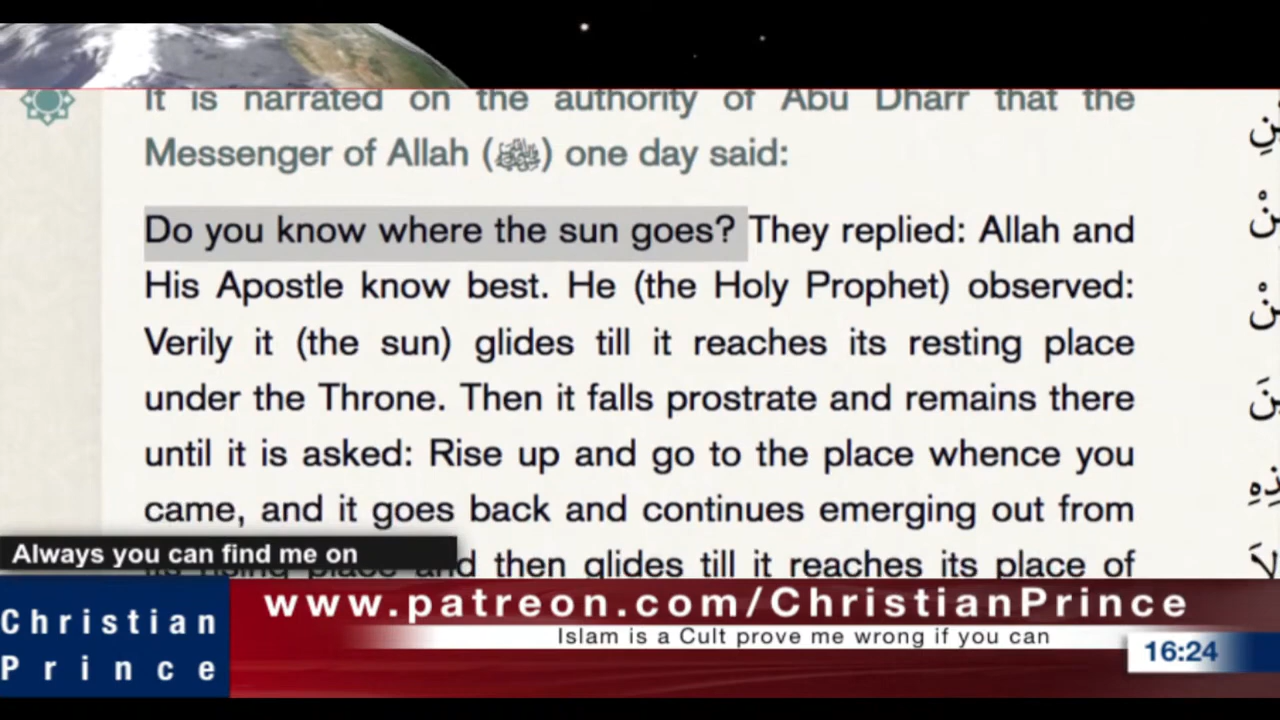 It is narrated on the authority of Abu Dharr that the
Messenger of Allah (ﷺ) one day said:
Do you know where the sun goes? They replied: Allah and
His Apostle know best. He (the Holy Prophet) observed:
Verily it (the sun) glides till it reaches its resting place
under the Throne. Then it falls prostrate and remains there
until it is asked: Rise up and go to the place whence you
came, and it goes back and continues emerging out from
its rising place and then glides till it reaches its place of
Always you can find me on
Christian
Prince
www.patreon.com/ChristianPrince
Islam is a Cult prove me wrong if you can
16:24